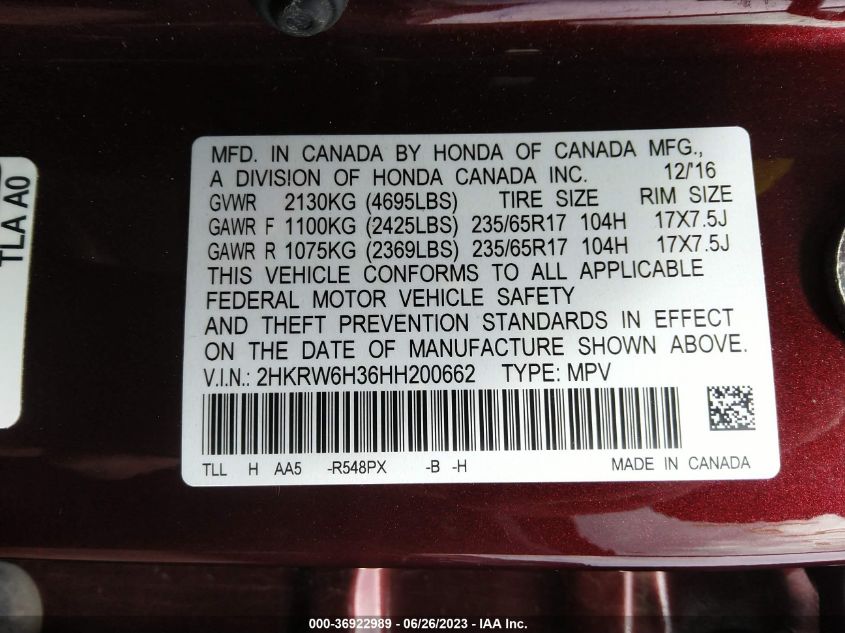 TLA A0
MFD. IN CANADA BY HONDA OF CANADA MFG.,
A DIVISION OF HONDA CANADA INC. 12/'16
GVWR 2130KG (4695LBS) TIRE SIZE RIM SIZE
GAWR F 1100KG (2425LBS) 235/65R17 104H 17X7.5J
GAWR R 1075KG (2369LBS) 235/65R17 104H 17X7.5J
THIS VEHICLE CONFORMS TO ALL APPLICABLE
FEDERAL MOTOR VEHICLE SAFETY
AND THEFT PREVENTION STANDARDS IN EFFECT
ON THE DATE OF MANUFACTURE SHOWN ABOVE.
V.I.N.: 2HKRW6H36HH200662 TYPE: MPV
TLL H AA5 -R548PX -B -H MADE IN CANADA
000-36922989 - 06/26/2023 - IAA Inc.